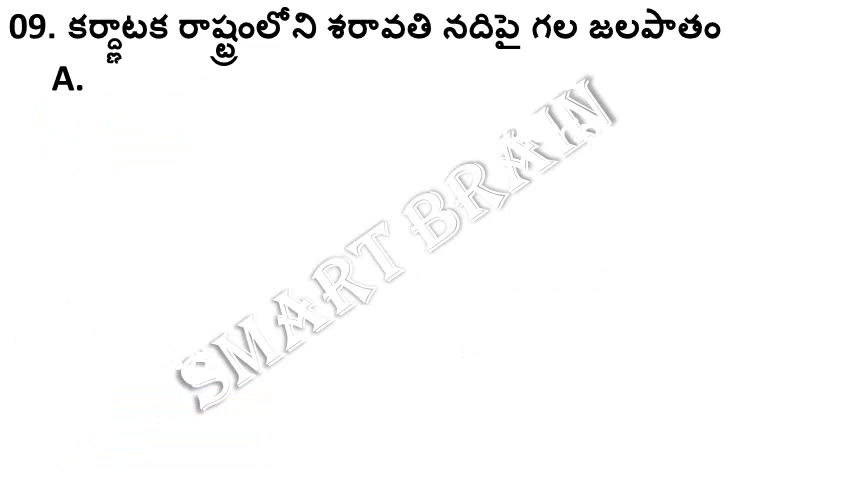 09. కర్ణాటక రాష్ట్రంలోని శరావతి నదిపై గల జలపాతం
A.
SMART BRAIN